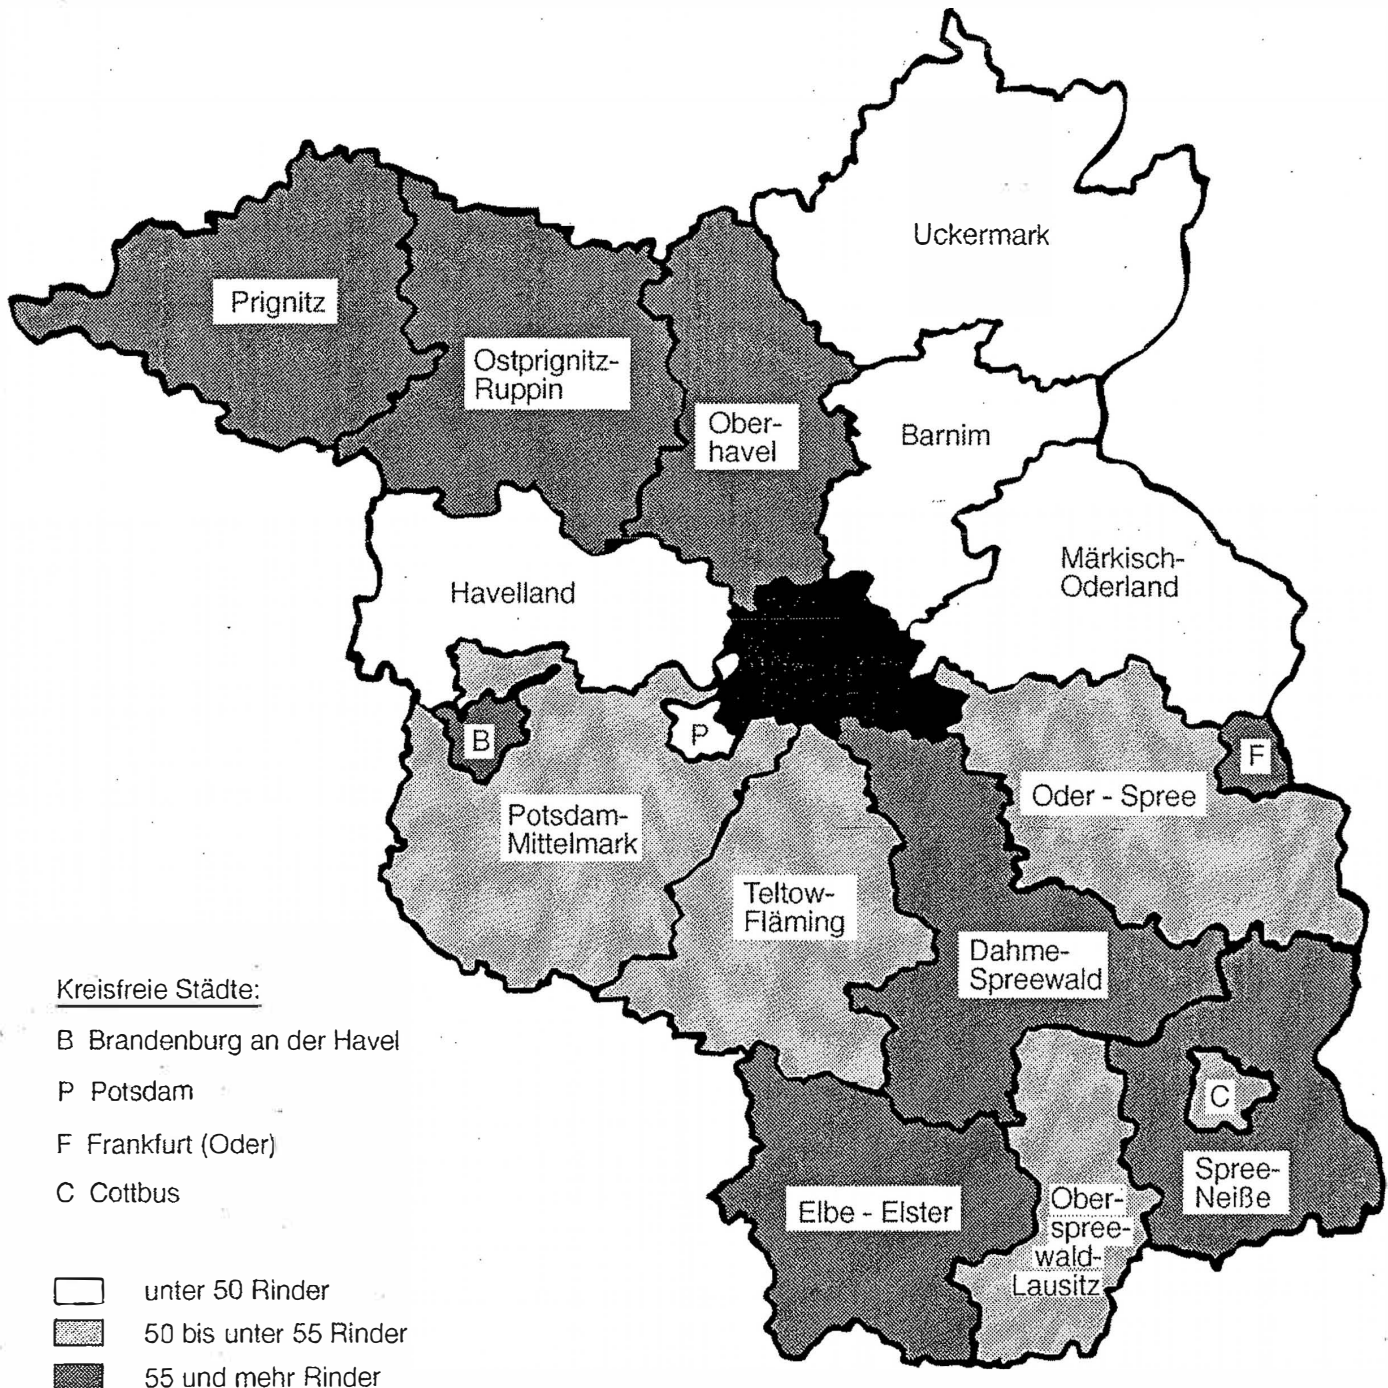 Uckermark
Prignitz
Ostprignitz-
Ruppin
Ober-
havel
Barnim
Havelland
Märkisch-
Oderland
B
P
F
Oder - Spree
Potsdam-
Mittelmark
Teltow-
Fläming
Dahme-
Spreewald
C
Spree-
Neiße
Elbe - Elster
Ober-
spree-
wald-
Lausitz
Kreisfreie Städte:
B Brandenburg an der Havel
P Potsdam
F Frankfurt (Oder)
C Cottbus
unter 50 Rinder
50 bis unter 55 Rinder
55 und mehr Rinder